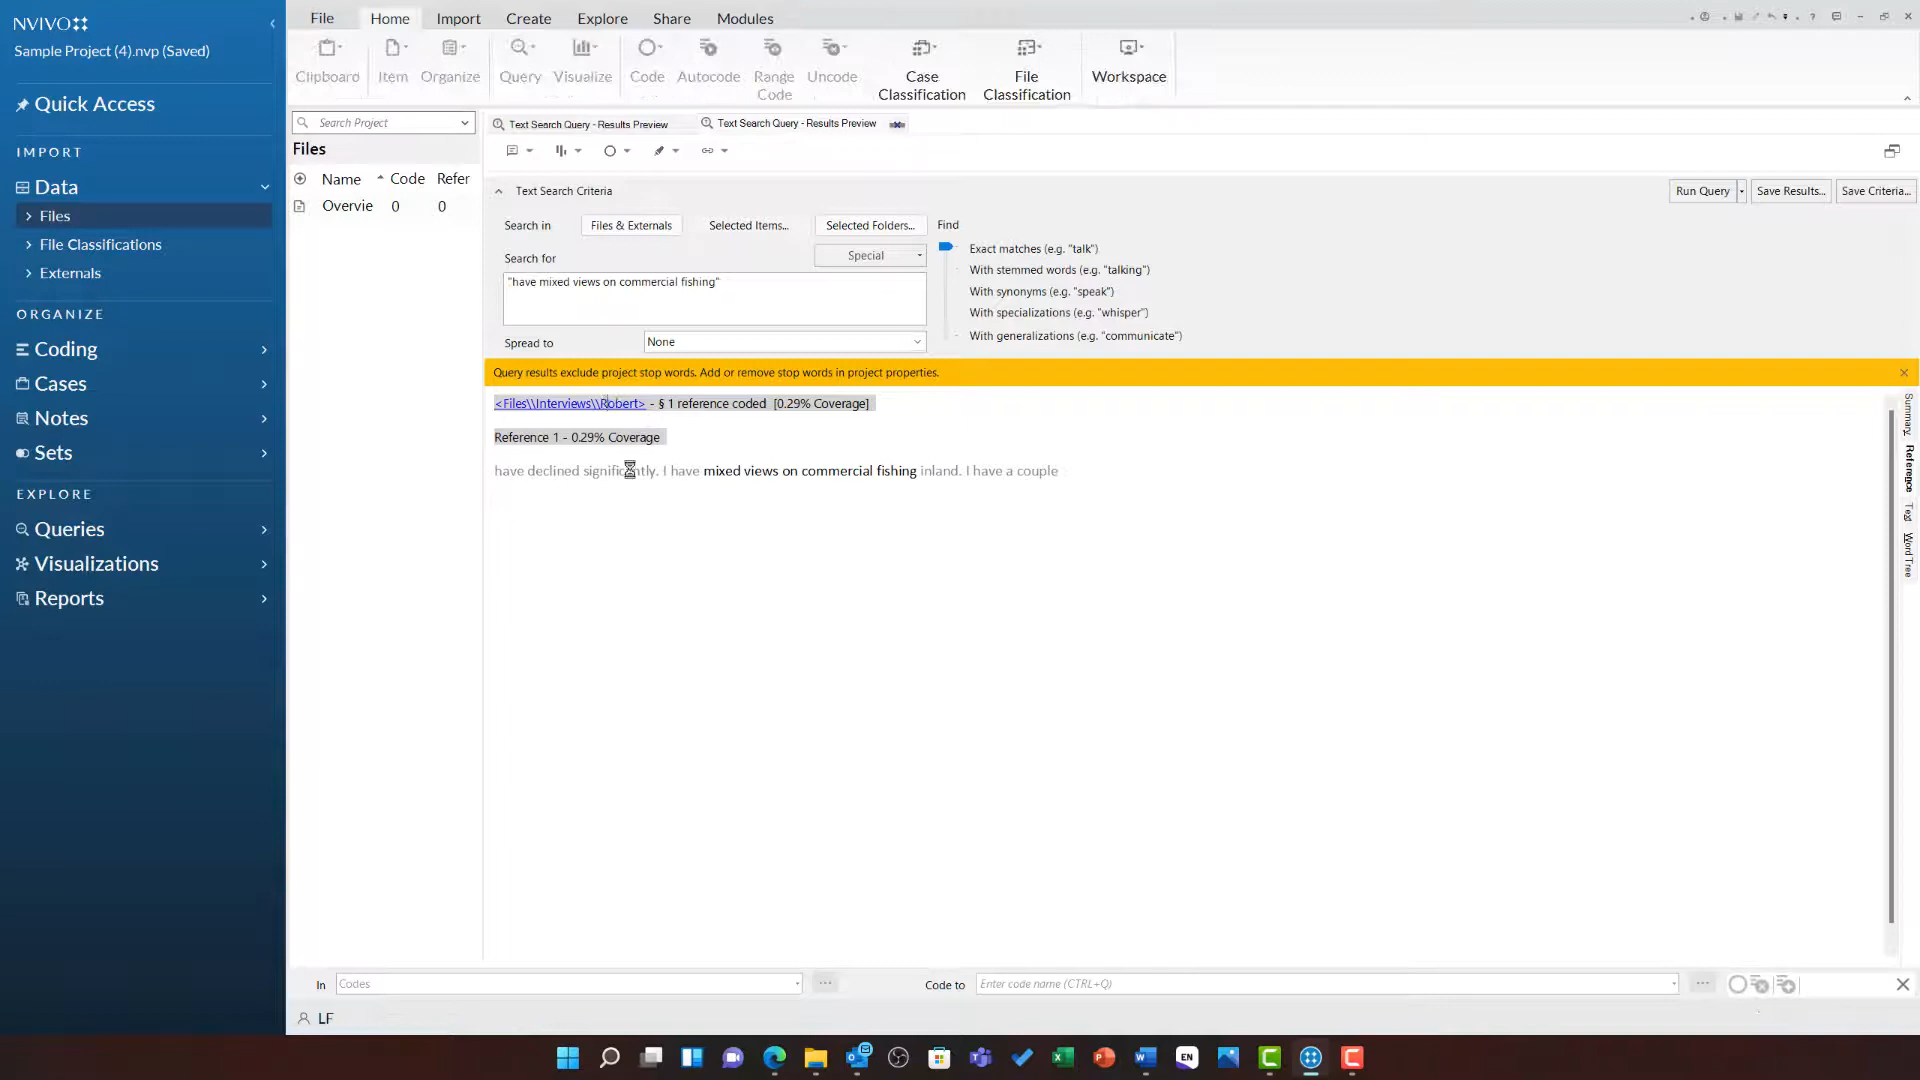 NVIVO
Sample Project (4).nvp (Saved)
Quick Access
IMPORT
Data
Files
File Classifications
Externals
ORGANIZE
Coding
Cases
Notes
Sets
EXPLORE
Queries
Visualizations
Reports
File Home Import Create Explore Share Modules
Clipboard Item Organize Query Visualize Code Autocode Range Code Uncode Case Classification File Classification Workspace
Search Project
Files
Name Code Refer
Overvie 0 0
Text Search Query - Results Preview Text Search Query - Results Preview
Text Search Criteria
Run Query Save Results... Save Criteria...
Search in Files & Externals Selected Items... Selected Folders... Find
Search for Special
"have mixed views on commercial fishing"
Exact matches (e.g. "talk")
With stemmed words (e.g. "talking")
With synonyms (e.g. "speak")
With specializations (e.g. "whisper")
With generalizations (e.g. "communicate")
Spread to None
Query results exclude project stop words. Add or remove stop words in project properties.
<Files\\Interviews\\Robert> - § 1 reference coded [0.29% Coverage]
Reference 1 - 0.29% Coverage
have declined significantly. I have mixed views on commercial fishing inland. I have a couple
Summary
Reference
Text
Word Tree
In Codes ... Code to Enter code name (CTRL+Q) ...
LF
EN